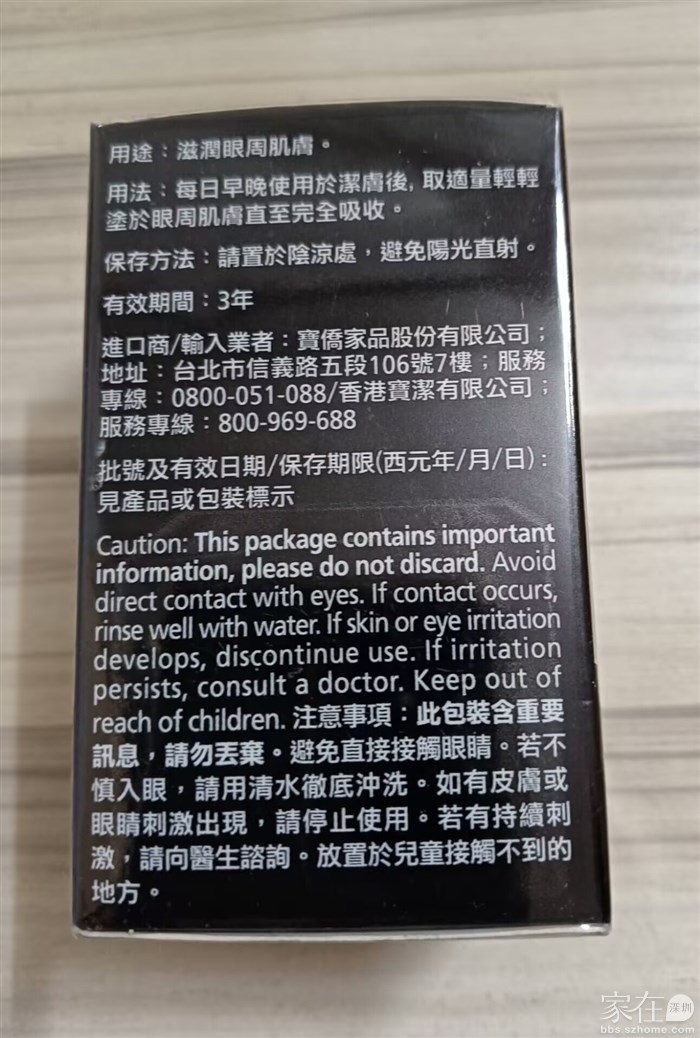 用途：滋潤眼周肌膚。
用法：每日早晚使用於潔膚後, 取適量輕輕
塗於眼周肌膚直至完全吸收。
保存方法：請置於陰涼處，避免陽光直射。
有效期間：3年
進口商/輸入業者：寶僑家品股份有限公司；
地址：台北市信義路五段106號7樓；服務
專線：0800-051-088/香港寶潔有限公司；
服務專線：800-969-688
批號及有效日期/保存期限(西元年/月/日)：
見產品或包裝標示
Caution: This package contains important
information, please do not discard. Avoid
direct contact with eyes. If contact occurs,
rinse well with water. If skin or eye irritation
develops, discontinue use. If irritation
persists, consult a doctor. Keep out of
reach of children. 注意事項：此包裝含重要
訊息，請勿丟棄。避免直接接觸眼睛。若不
慎入眼，請用清水徹底沖洗。如有皮膚或
眼睛刺激出現，請停止使用。若有持續刺
激，請向醫生諮詢。放置於兒童接觸不到的
地方。
家在深圳
bbs.szhome.com